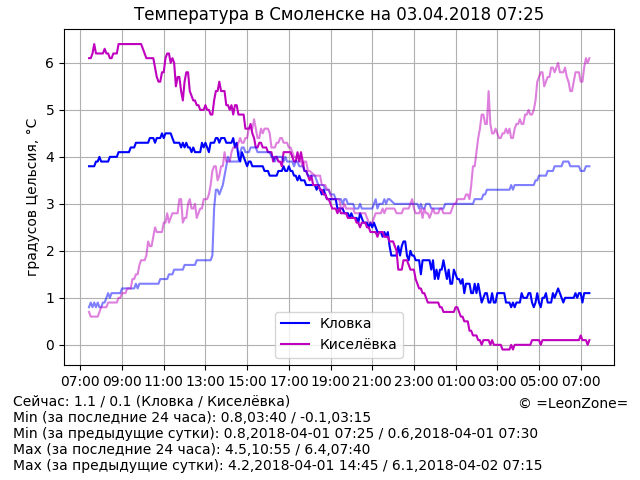 Температура в Смоленске на 03.04.2018 07:25
градусов Цельсия, °C
6
5
4
3
2
1
0
Кловка
Киселёвка
07:00 09:00 11:00 13:00 15:00 17:00 19:00 21:00 23:00 01:00 03:00 05:00 07:00
Сейчас: 1.1 / 0.1 (Кловка / Киселёвка)
© =LeonZone=
Min (за последние 24 часа): 0.8,03:40 / -0.1,03:15
Min (за предыдущие сутки): 0.8,2018-04-01 07:25 / 0.6,2018-04-01 07:30
Max (за последние 24 часа): 4.5,10:55 / 6.4,07:40
Max (за предыдущие сутки): 4.2,2018-04-01 14:45 / 6.1,2018-04-02 07:15